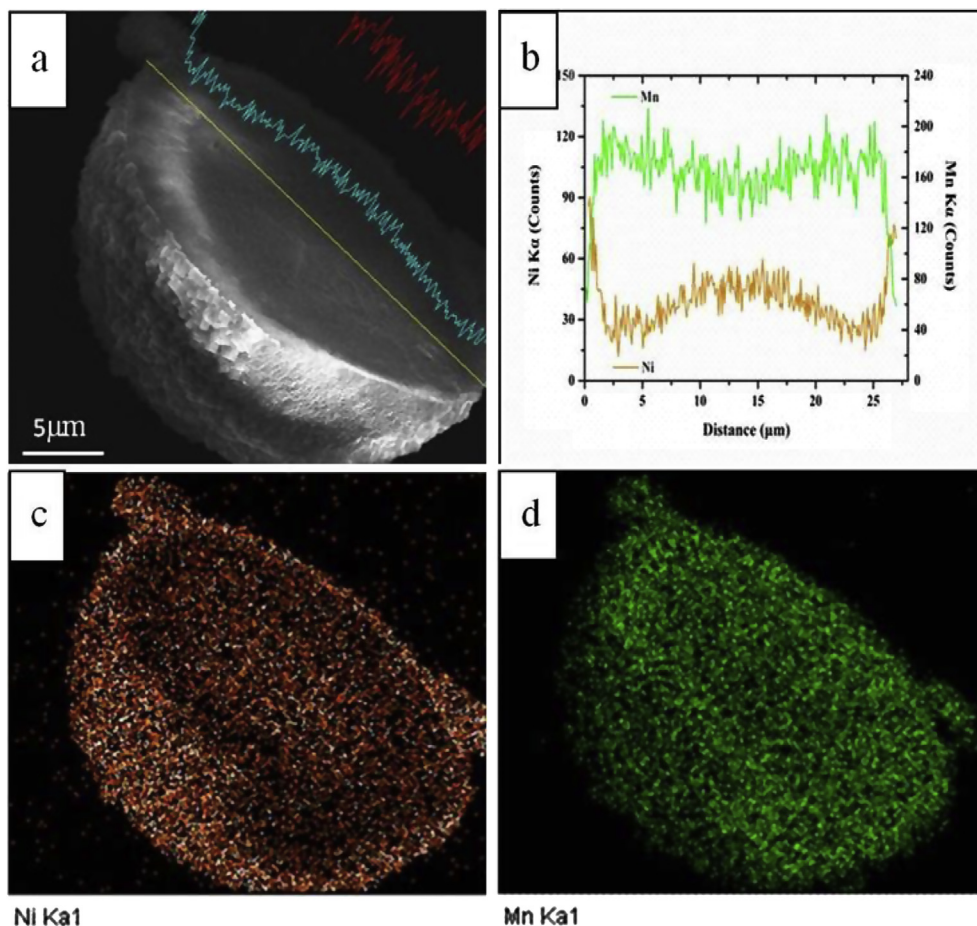 a
5μm
b
150
120
90
60
30
0
Ni Kα (Counts)
240
200
160
120
80
40
0
Mn Kα (Counts)
Mn
Ni
0
5
10
15
20
25
Distance (μm)
c
Ni Ka1
d
Mn Ka1